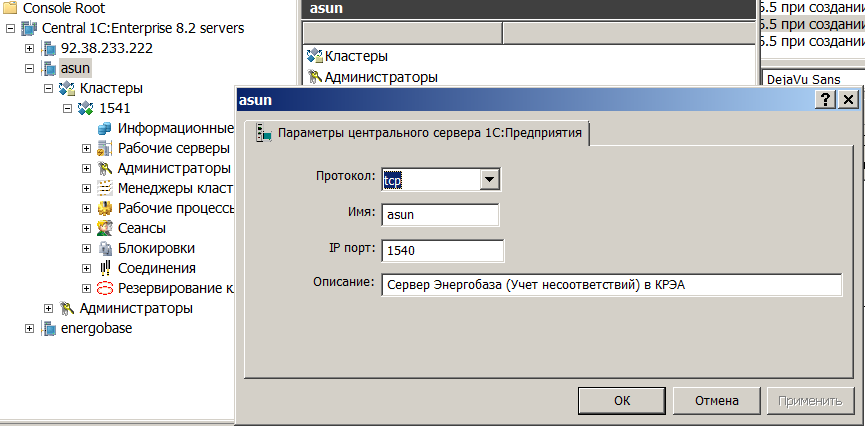 Console Root
Central 1C:Enterprise 8.2 servers
92.38.233.222
asun
Кластеры
1541
Информационные
Рабочие серверы
Администраторы
Менеджеры класт
Рабочие процессы
Сеансы
Блокировки
Соединения
Резервирование к
Администраторы
energobase
asun
Кластеры
Администраторы
6.5 при создании
6.5 при создании
6.5 при создании
DejaVu Sans
asun
Параметры центрального сервера 1С:Предприятия
Протокол: tcp
Имя: asun
IP порт: 1540
Описание: Сервер Энергобаза (Учет несоответствий) в КРЭА
OK
Отмена
Применить